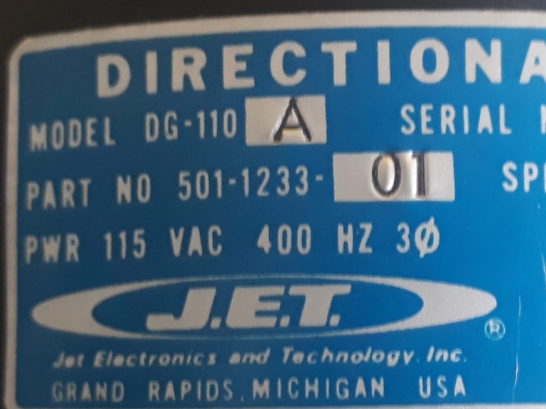 DIRECTIONA
MODEL DG-110 A SERIAL
PART NO 501-1233- 01 SP
PWR 115 VAC 400 HZ 3Ø
J.E.T.
®
Jet Electronics and Technology, Inc.
GRAND RAPIDS, MICHIGAN USA